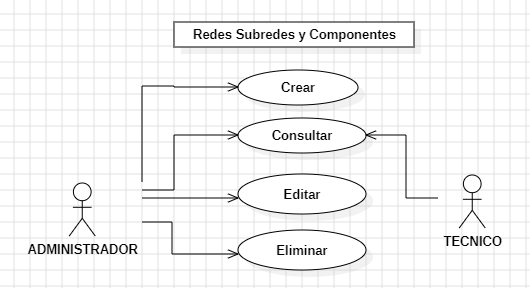 Redes Subredes y Componentes
Crear
Consultar
Editar
Eliminar
ADMINISTRADOR
TECNICO